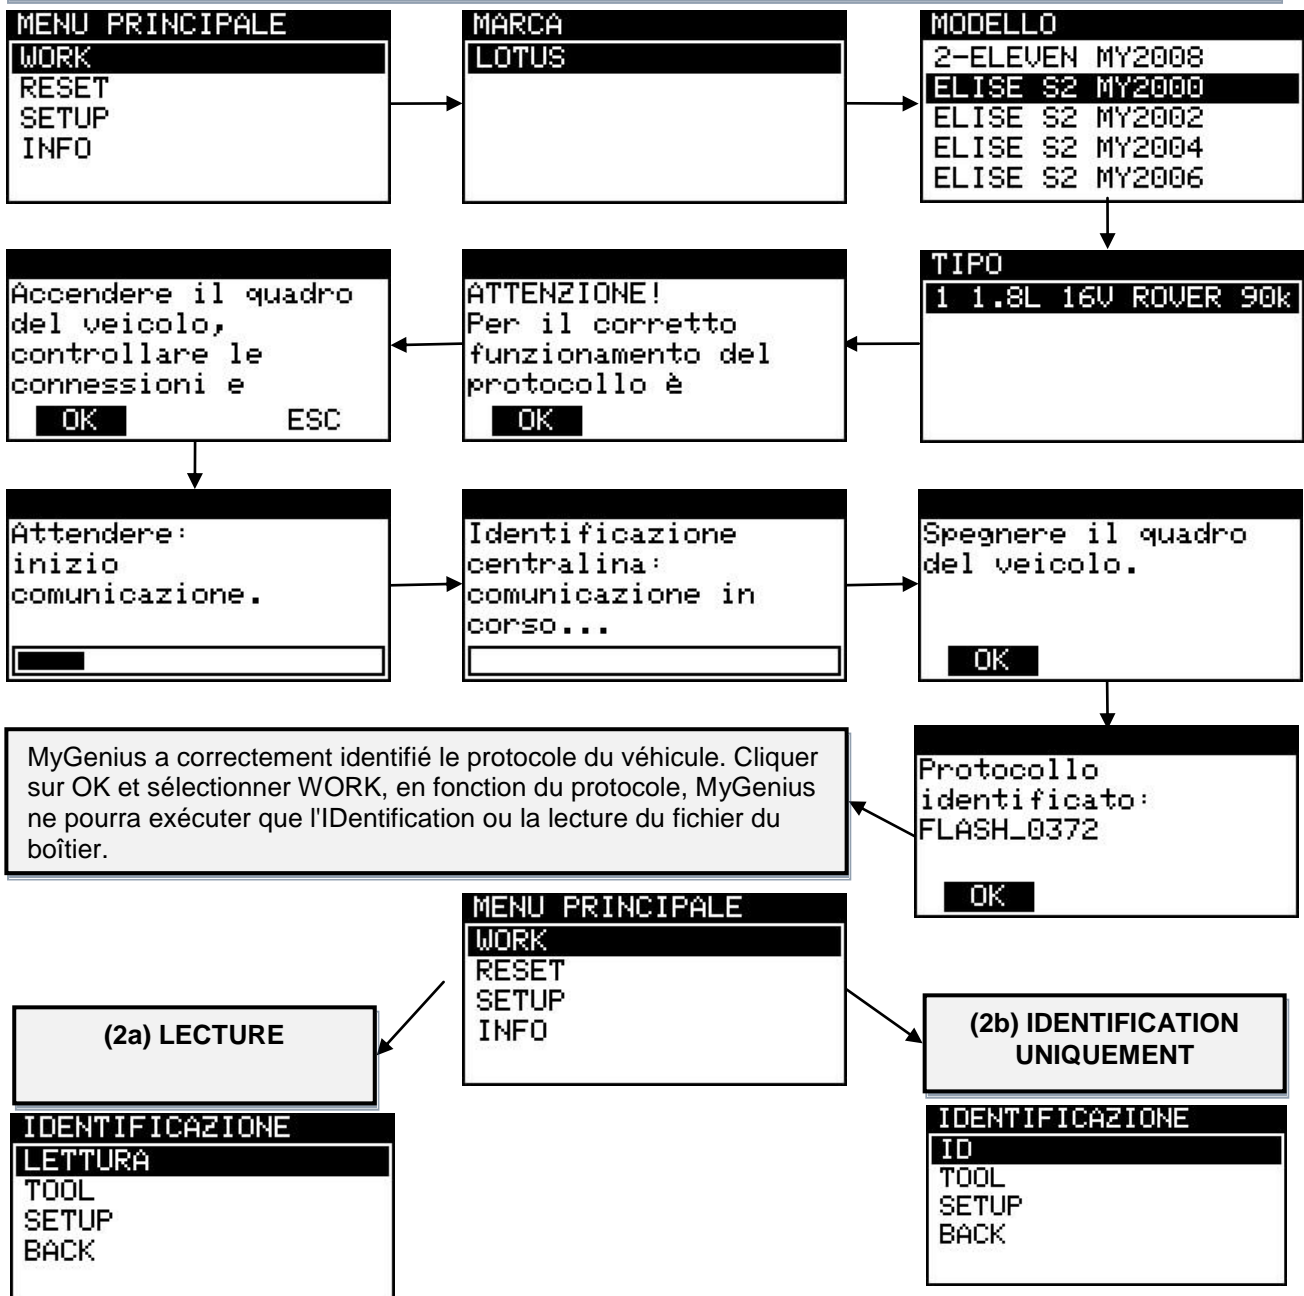 MENU PRINCIPALE
WORK
RESET
SETUP
INFO
MARCA
LOTUS
MODELLO
2-ELEVEN MY2008
ELISE S2 MY2000
ELISE S2 MY2002
ELISE S2 MY2004
ELISE S2 MY2006
TIPO
1 1.8L 16V ROVER 90k
ATTENZIONE!
Per il corretto
funzionamento del
protocollo è
OK
Accendere il quadro
del veicolo,
controllare le
connessioni e
OK ESC
Attendere:
inizio
comunicazione.
Identificazione
centralina:
comunicazione in
corso...
Spegnere il quadro
del veicolo.
OK
Protocollo
identificato:
FLASH_0372
OK
MyGenius a correctement identifié le protocole du véhicule. Cliquer
sur OK et sélectionner WORK, en fonction du protocole, MyGenius
ne pourra exécuter que l'IDentification ou la lecture du fichier du
boîtier.
MENU PRINCIPALE
WORK
RESET
SETUP
INFO
(2a) LECTURE
IDENTIFICAZIONE
LETTURA
TOOL
SETUP
BACK
(2b) IDENTIFICATION
UNIQUEMENT
IDENTIFICAZIONE
ID
TOOL
SETUP
BACK